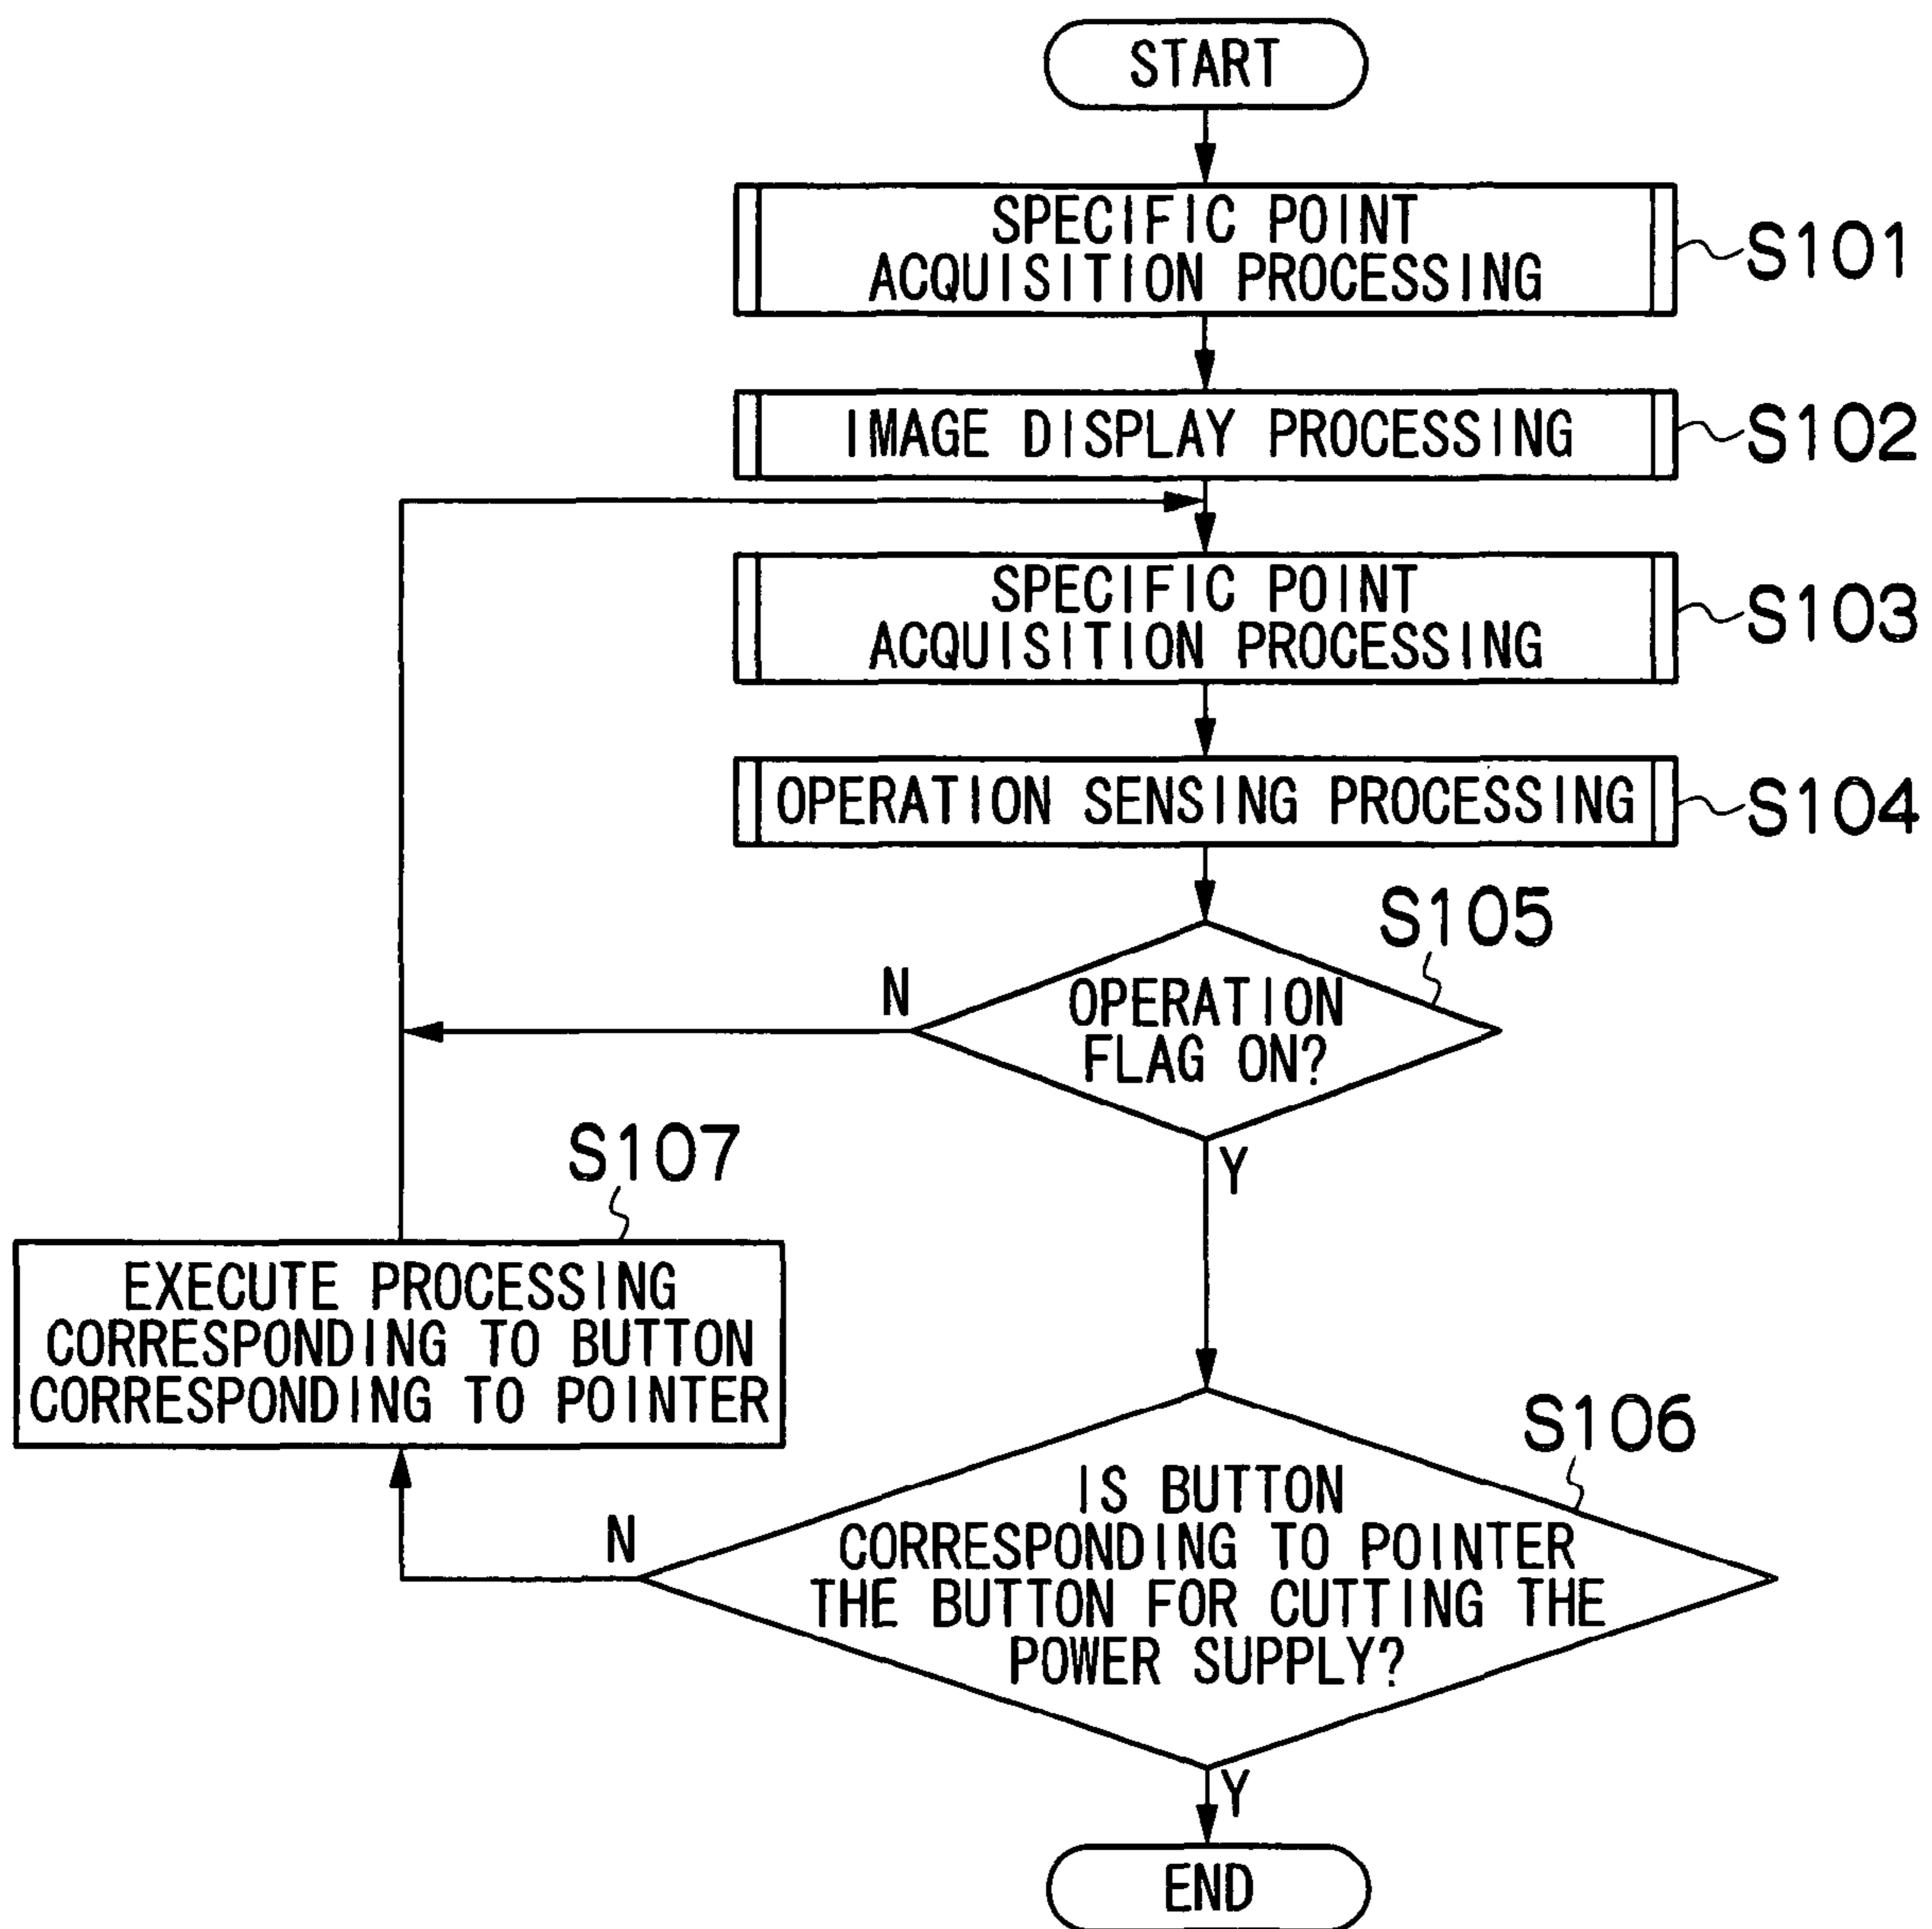 START
SPECIFIC POINT
ACQUISITION PROCESSING
S101
IMAGE DISPLAY PROCESSING
S102
SPECIFIC POINT
ACQUISITION PROCESSING
S103
OPERATION SENSING PROCESSING
S104
S105
OPERATION
FLAG ON?
N
Y
S107
EXECUTE PROCESSING
CORRESPONDING TO BUTTON
CORRESPONDING TO POINTER
S106
IS BUTTON
CORRESPONDING TO POINTER
THE BUTTON FOR CUTTING THE
POWER SUPPLY?
N
Y
END